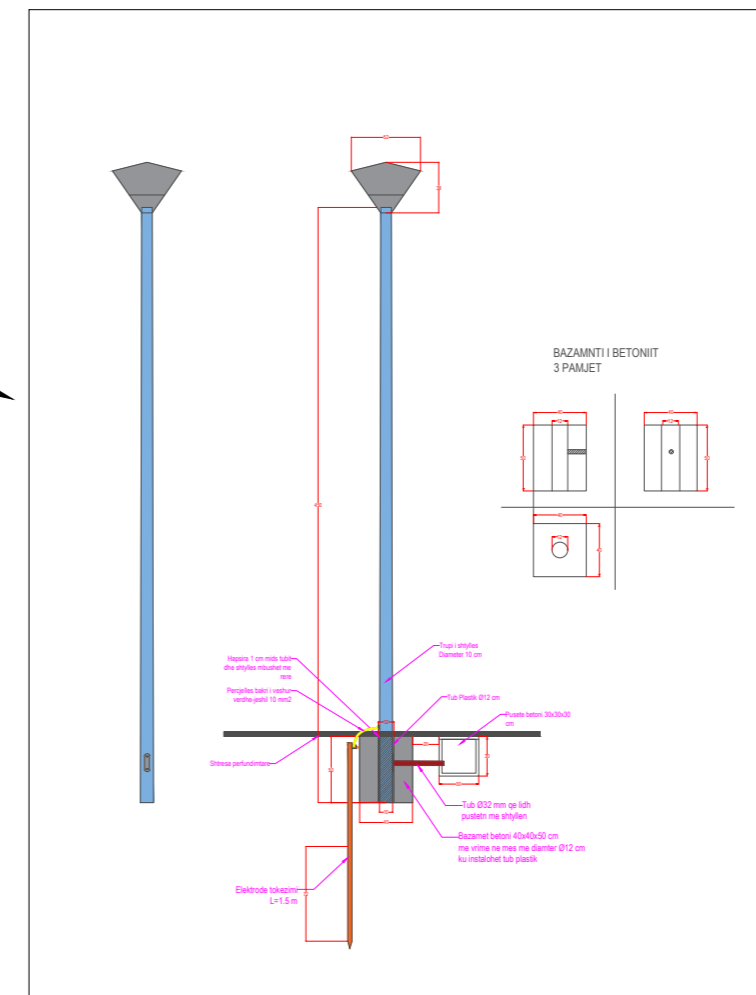 BAZAMNTI I BETONIIT
3 PAMJET
Hapsira 1 cm mids tubit
dhe shtylles mbushet me
rere
Percjelles bakri i veshur
verdhe-jeshil 10 mm2
Shtresa perfundimtare
Trupi i shtylles
Diameter 10 cm
Tub Plastik Ø12 cm
Pusete betoni 30x30x30
cm
Tub Ø32 mm qe lidh
pustetn me shtyllen
Bazamet betoni 40x40x50 cm
me vrime ne mes me diamter Ø12 cm
ku instalohet tub plastik
Elektrode tokezimi
L=1.5 m